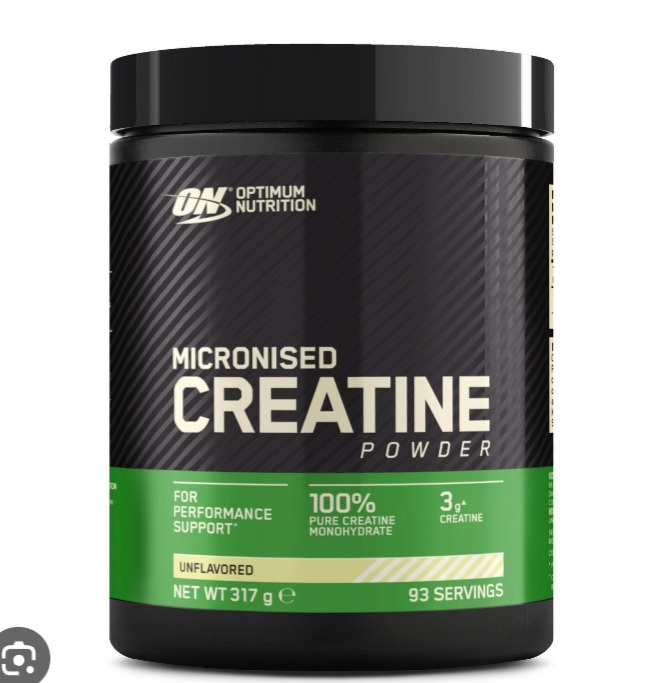 ON® OPTIMUM
NUTRITION
MICRONISED
CREATINE
POWDER
FOR
PERFORMANCE
SUPPORT*
100%
PURE CREATINE
MONOHYDRATE
3g▲
CREATINE
UNFLAVORED
NET WT 317 g ℮
93 SERVINGS